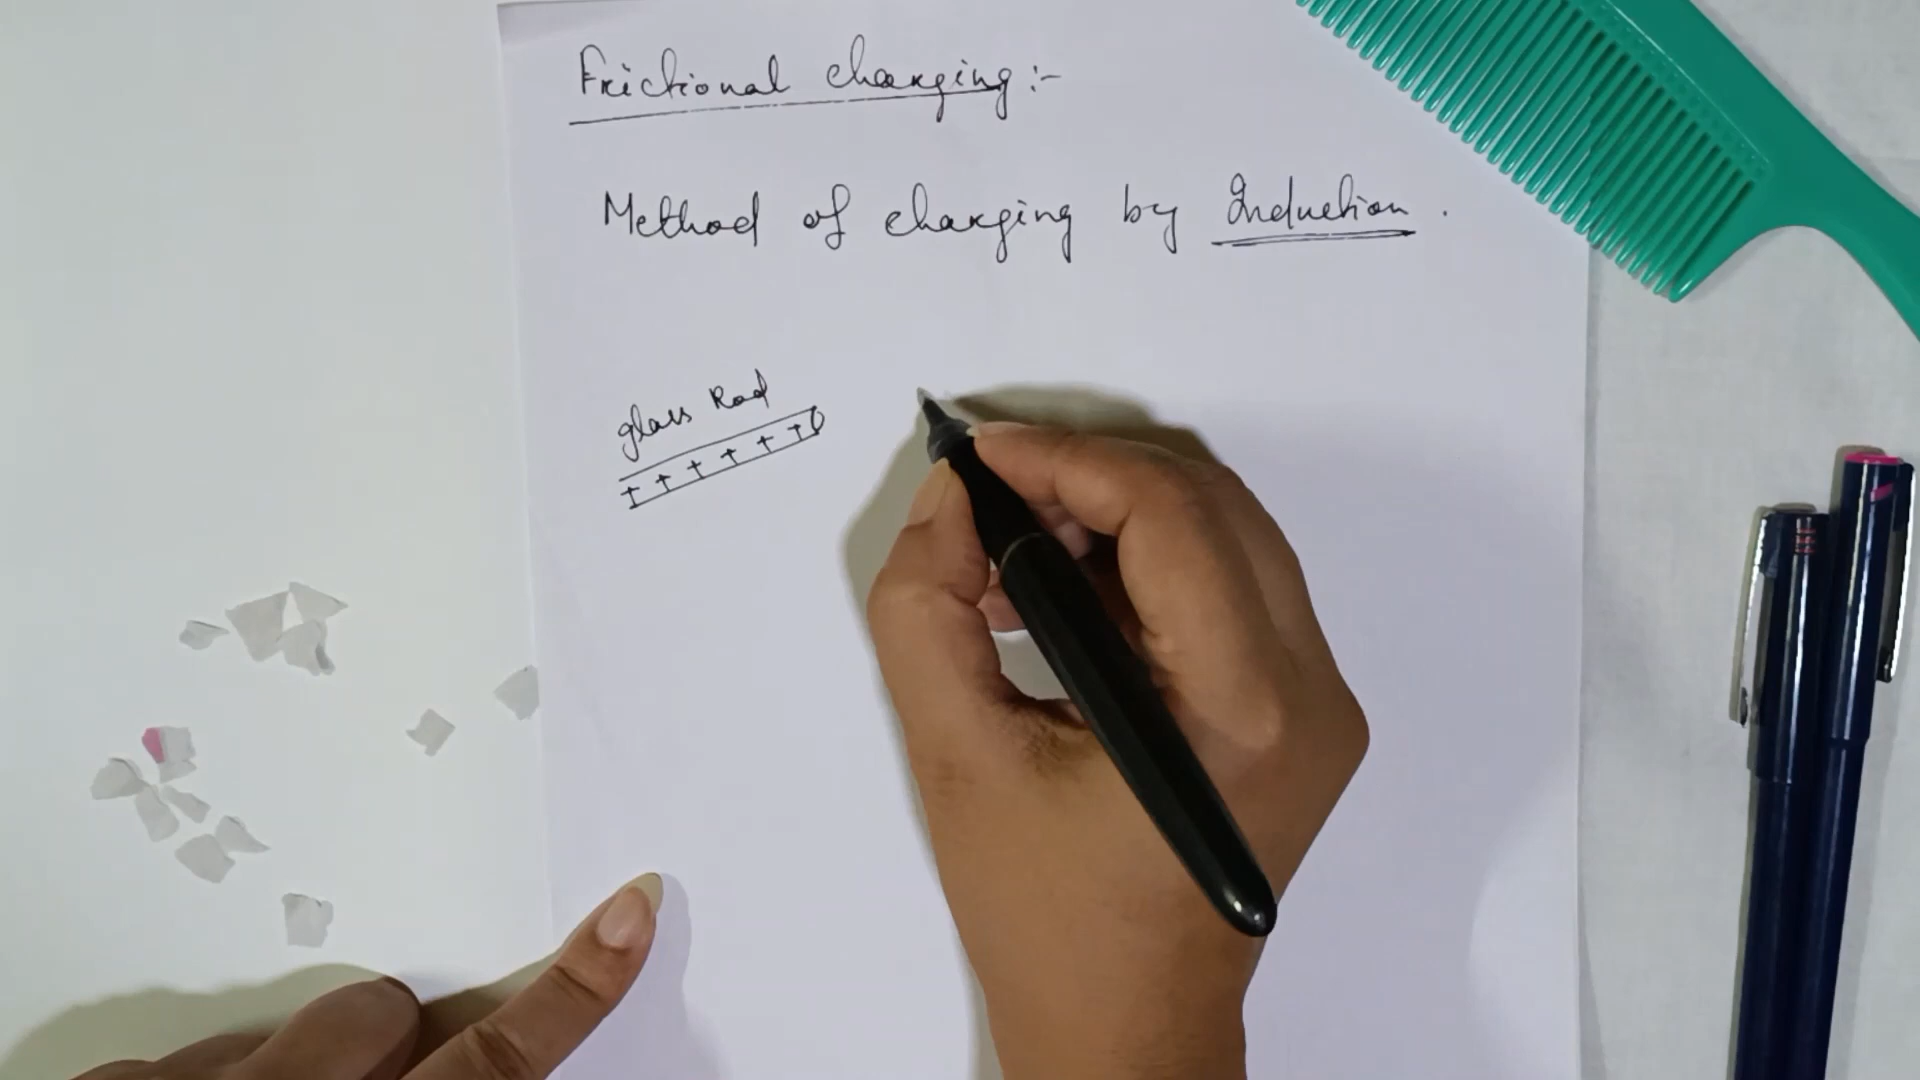 Frictional charging :-
Method of charging by Induction .
glass Rod
+ + + + + +